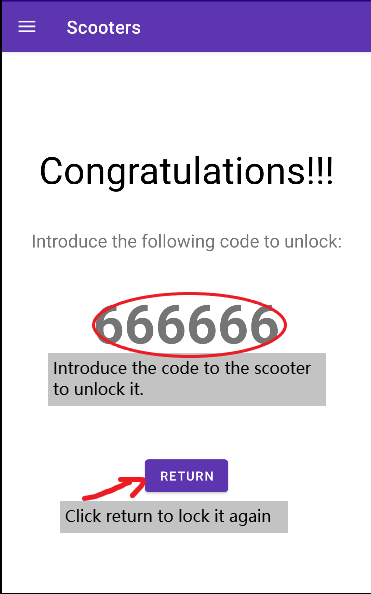 Scooters
Congratulations!!!
Introduce the following code to unlock:
666666
Introduce the code to the scooter
to unlock it.
RETURN
Click return to lock it again